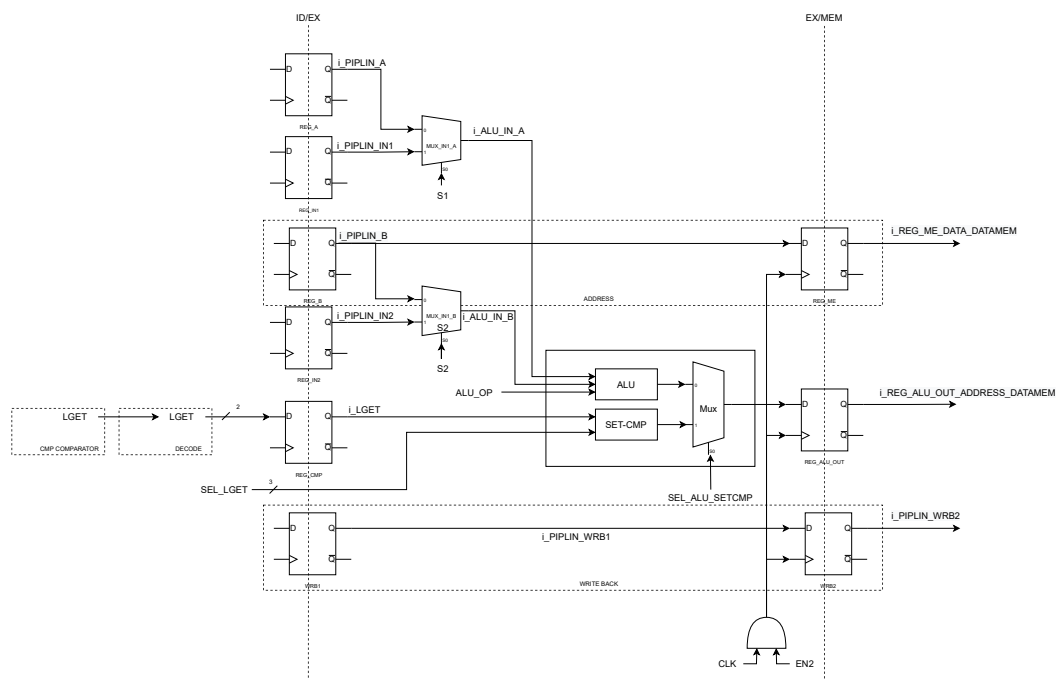 ID/EX
EX/MEM
D
Q
i_PIPLIN_A
Q
REG_A
D
Q
i_PIPLIN_IN1
Q
REG_IN1
0
1
MUX_IN1_A
S0
S1
i_ALU_IN_A
D
Q
i_PIPLIN_B
Q
REG_B
ADDRESS
D
Q
Q
REG_ME
i_REG_ME_DATA_DATAMEM
D
Q
i_PIPLIN_IN2
Q
REG_IN2
0
1
MUX_IN1_B
S2
S0
S2
i_ALU_IN_B
ALU_OP
ALU
SET-CMP
0
1
Mux
S0
SEL_ALU_SETCMP
D
Q
Q
REG_ALU_OUT
i_REG_ALU_OUT_ADDRESS_DATAMEM
LGET
CMP COMPARATOR
LGET
DECODE
2
D
Q
i_LGET
Q
REG_CMP
SEL_LGET
3
D
Q
Q
WRB1
i_PIPLIN_WRB1
WRITE BACK
D
Q
Q
WRB2
i_PIPLIN_WRB2
CLK
EN2